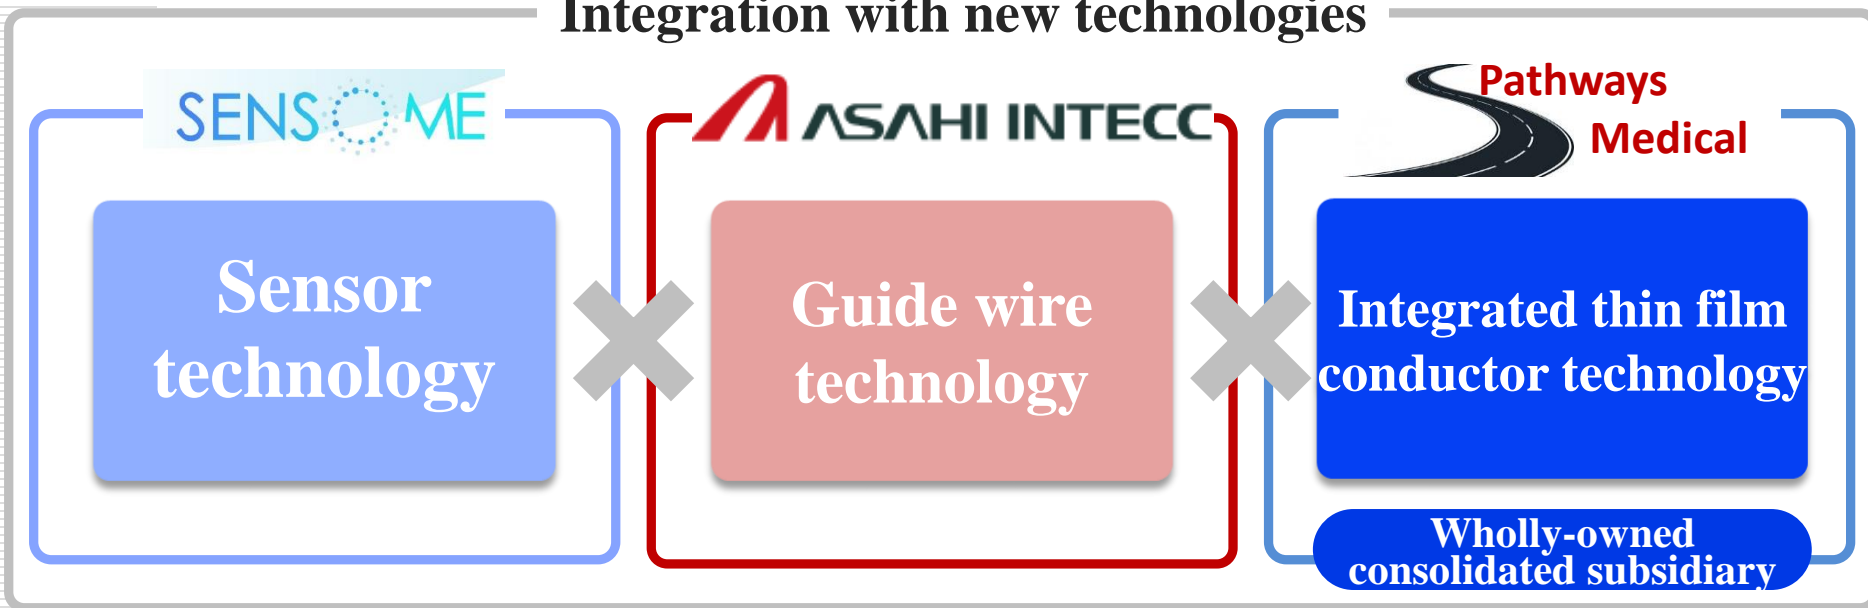 Integration with new technologies
SENSOME
ASAHI INTECC
Pathways
Medical
Sensor
technology
Guide wire
technology
Integrated thin film
conductor technology
Wholly-owned
consolidated subsidiary